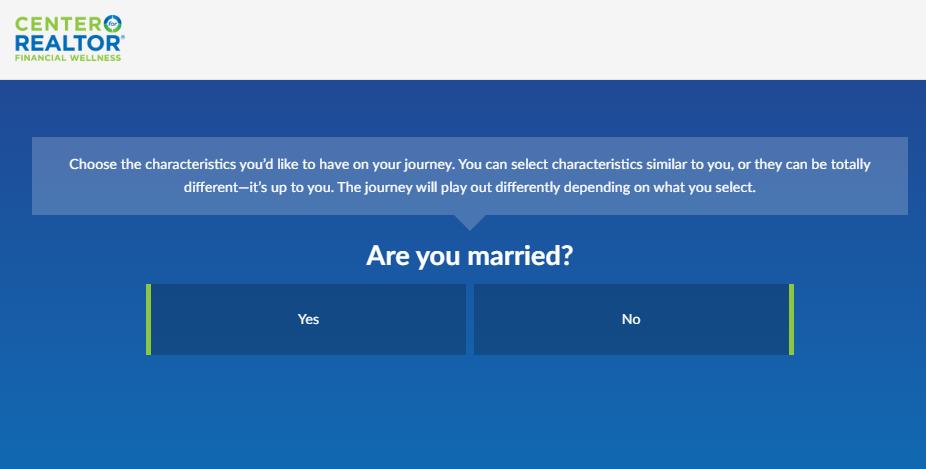 CENTER for
REALTOR®
FINANCIAL WELLNESS
Choose the characteristics you'd like to have on your journey. You can select characteristics similar to you, or they can be totally
different—it's up to you. The journey will play out differently depending on what you select.
Are you married?
Yes
No